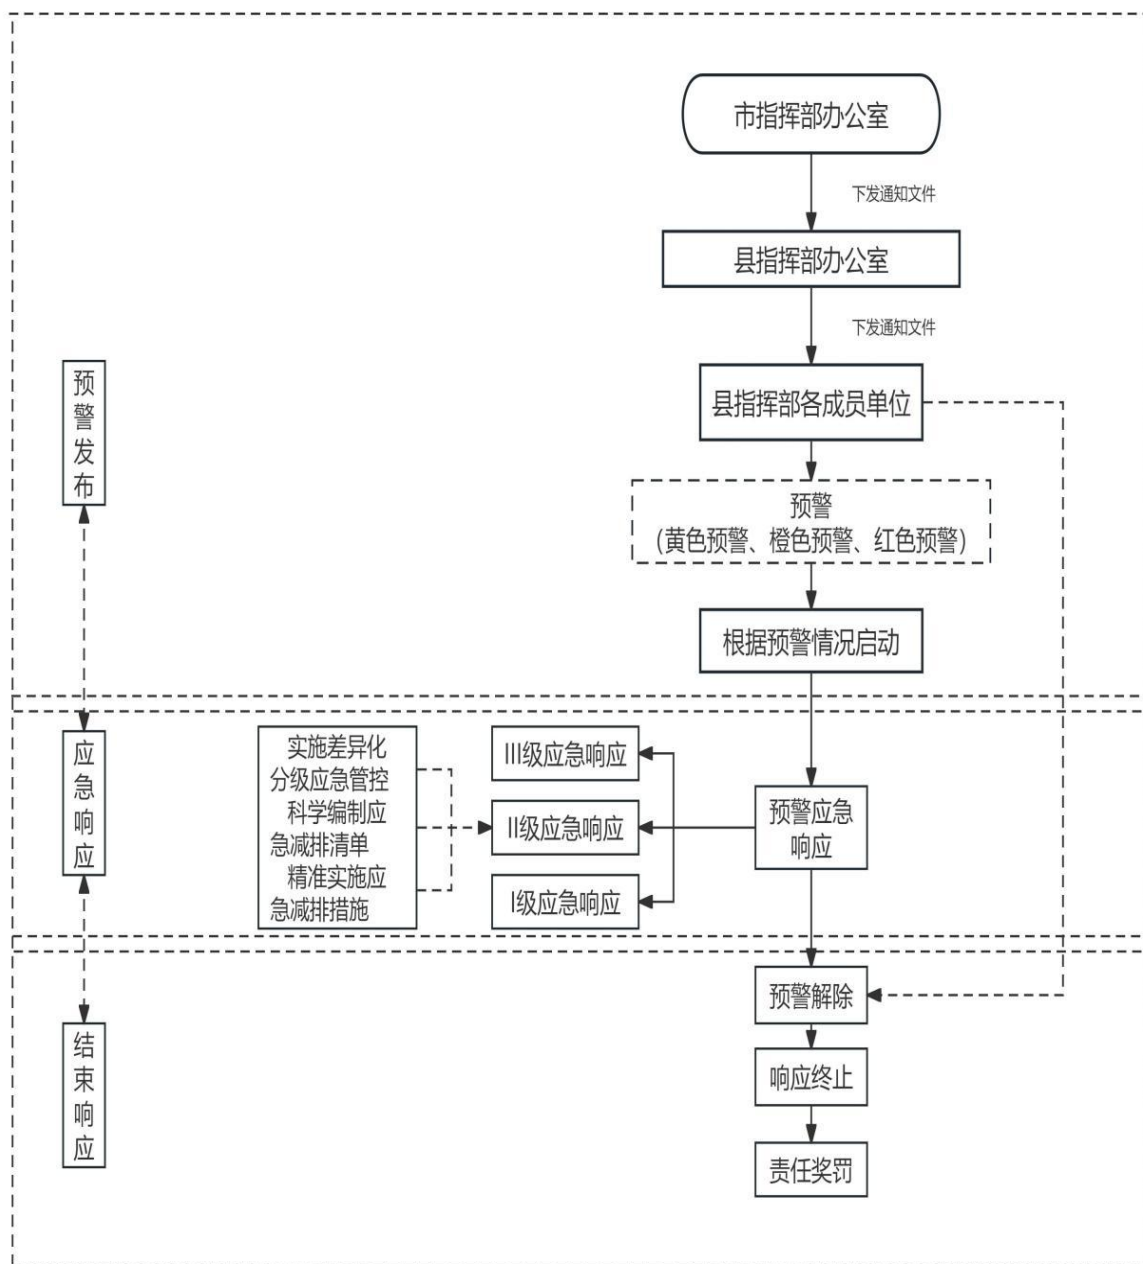 市指挥部办公室
下发通知文件
县指挥部办公室
下发通知文件
预警发布
县指挥部各成员单位
预警
(黄色预警、橙色预警、红色预警)
根据预警情况启动
应急响应
实施差异化
分级应急管控
科学编制应
急减排清单
精准实施应
急减排措施
III级应急响应
II级应急响应
I级应急响应
预警应急
响应
结束响应
预警解除
响应终止
责任奖罚